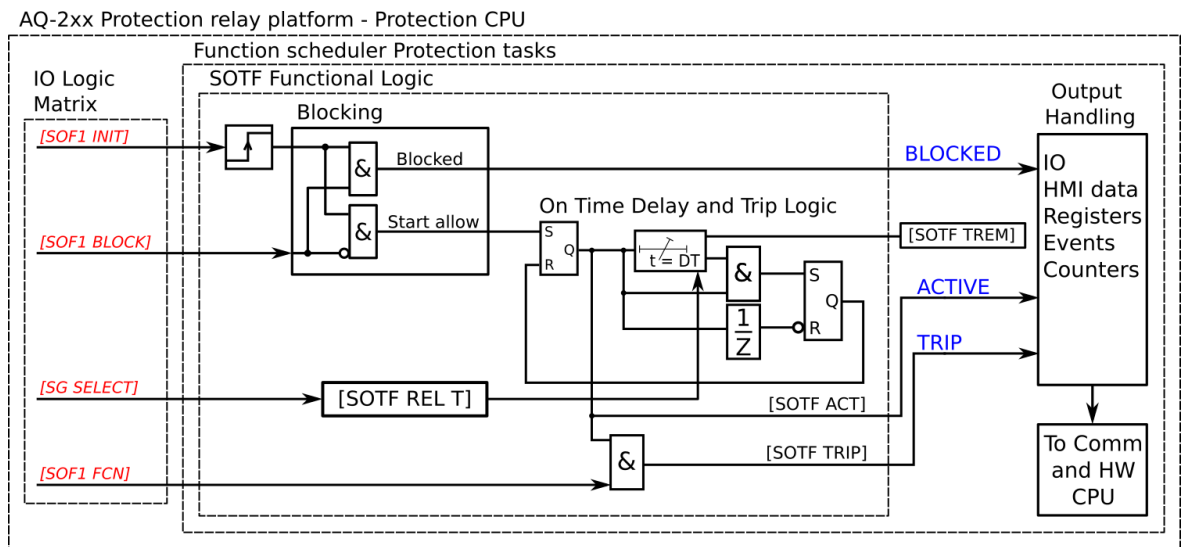 AQ-2xx Protection relay platform - Protection CPU
Function scheduler Protection tasks
SOTF Functional Logic
IO Logic
Matrix
Blocking
Output
Handling
[SOF1 INIT]
&
Blocked
BLOCKED
IO
HMI data
Registers
Events
Counters
[SOF1 BLOCK]
&
Start allow
On Time Delay and Trip Logic
S
Q
R
t = DT
[SOTF TREM]
&
S
Q
R
1
Z
ACTIVE
TRIP
[SG SELECT]
[SOTF REL T]
[SOTF ACT]
[SOF1 FCN]
&
[SOTF TRIP]
To Comm
and HW
CPU